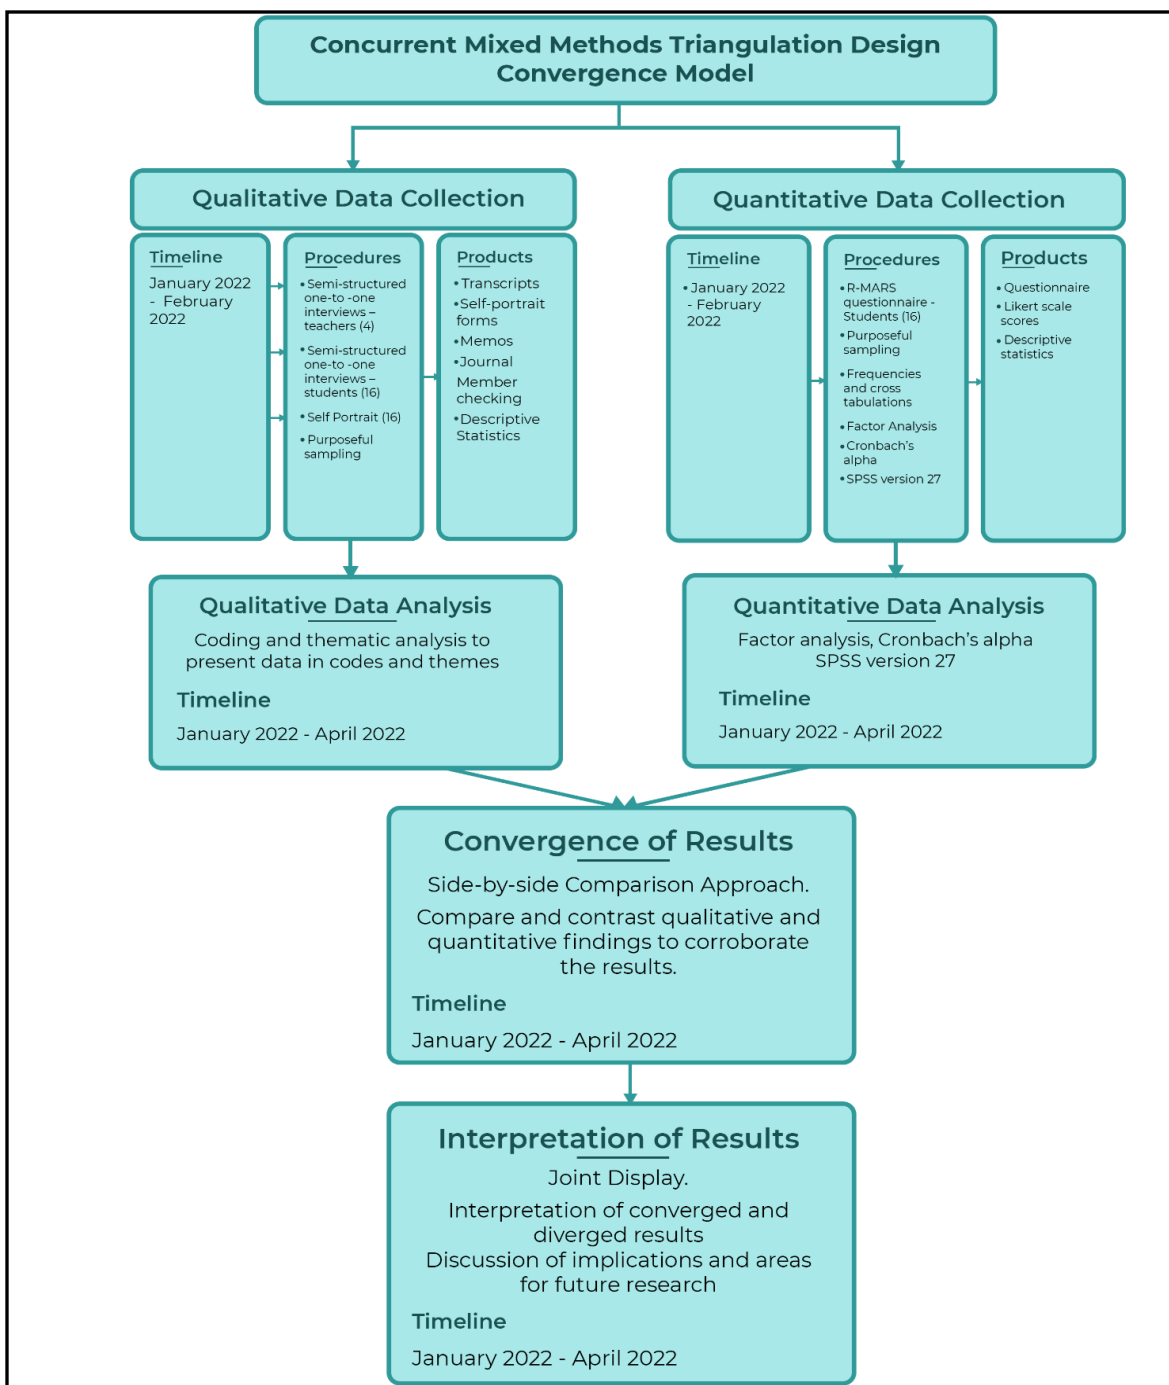 Concurrent Mixed Methods Triangulation Design
Convergence Model
Qualitative Data Collection
Timeline
January 2022
- February
2022
Procedures
• Semi-structured
one-to -one
interviews –
teachers (4)
• Semi-structured
one-to -one
interviews –
students (16)
• Self Portrait (16)
• Purposeful
sampling
Products
• Transcripts
• Self-portrait
forms
• Memos
• Journal
Member
checking
• Descriptive
Statistics
Quantitative Data Collection
Timeline
• January 2022
- February
2022
Procedures
• R-MARS
questionnaire -
Students (16)
• Purposeful
sampling
• Frequencies
and cross
tabulations
• Factor Analysis
• Cronbach’s
alpha
• SPSS version 27
Products
• Questionnaire
• Likert scale
scores
• Descriptive
statistics
Qualitative Data Analysis
Coding and thematic analysis to
present data in codes and themes
Timeline
January 2022 - April 2022
Quantitative Data Analysis
Factor analysis, Cronbach’s alpha
SPSS version 27
Timeline
January 2022 - April 2022
Convergence of Results
Side-by-side Comparison Approach.
Compare and contrast qualitative and
quantitative findings to corroborate
the results.
Timeline
January 2022 - April 2022
Interpretation of Results
Joint Display.
Interpretation of converged and
diverged results
Discussion of implications and areas
for future research
Timeline
January 2022 - April 2022